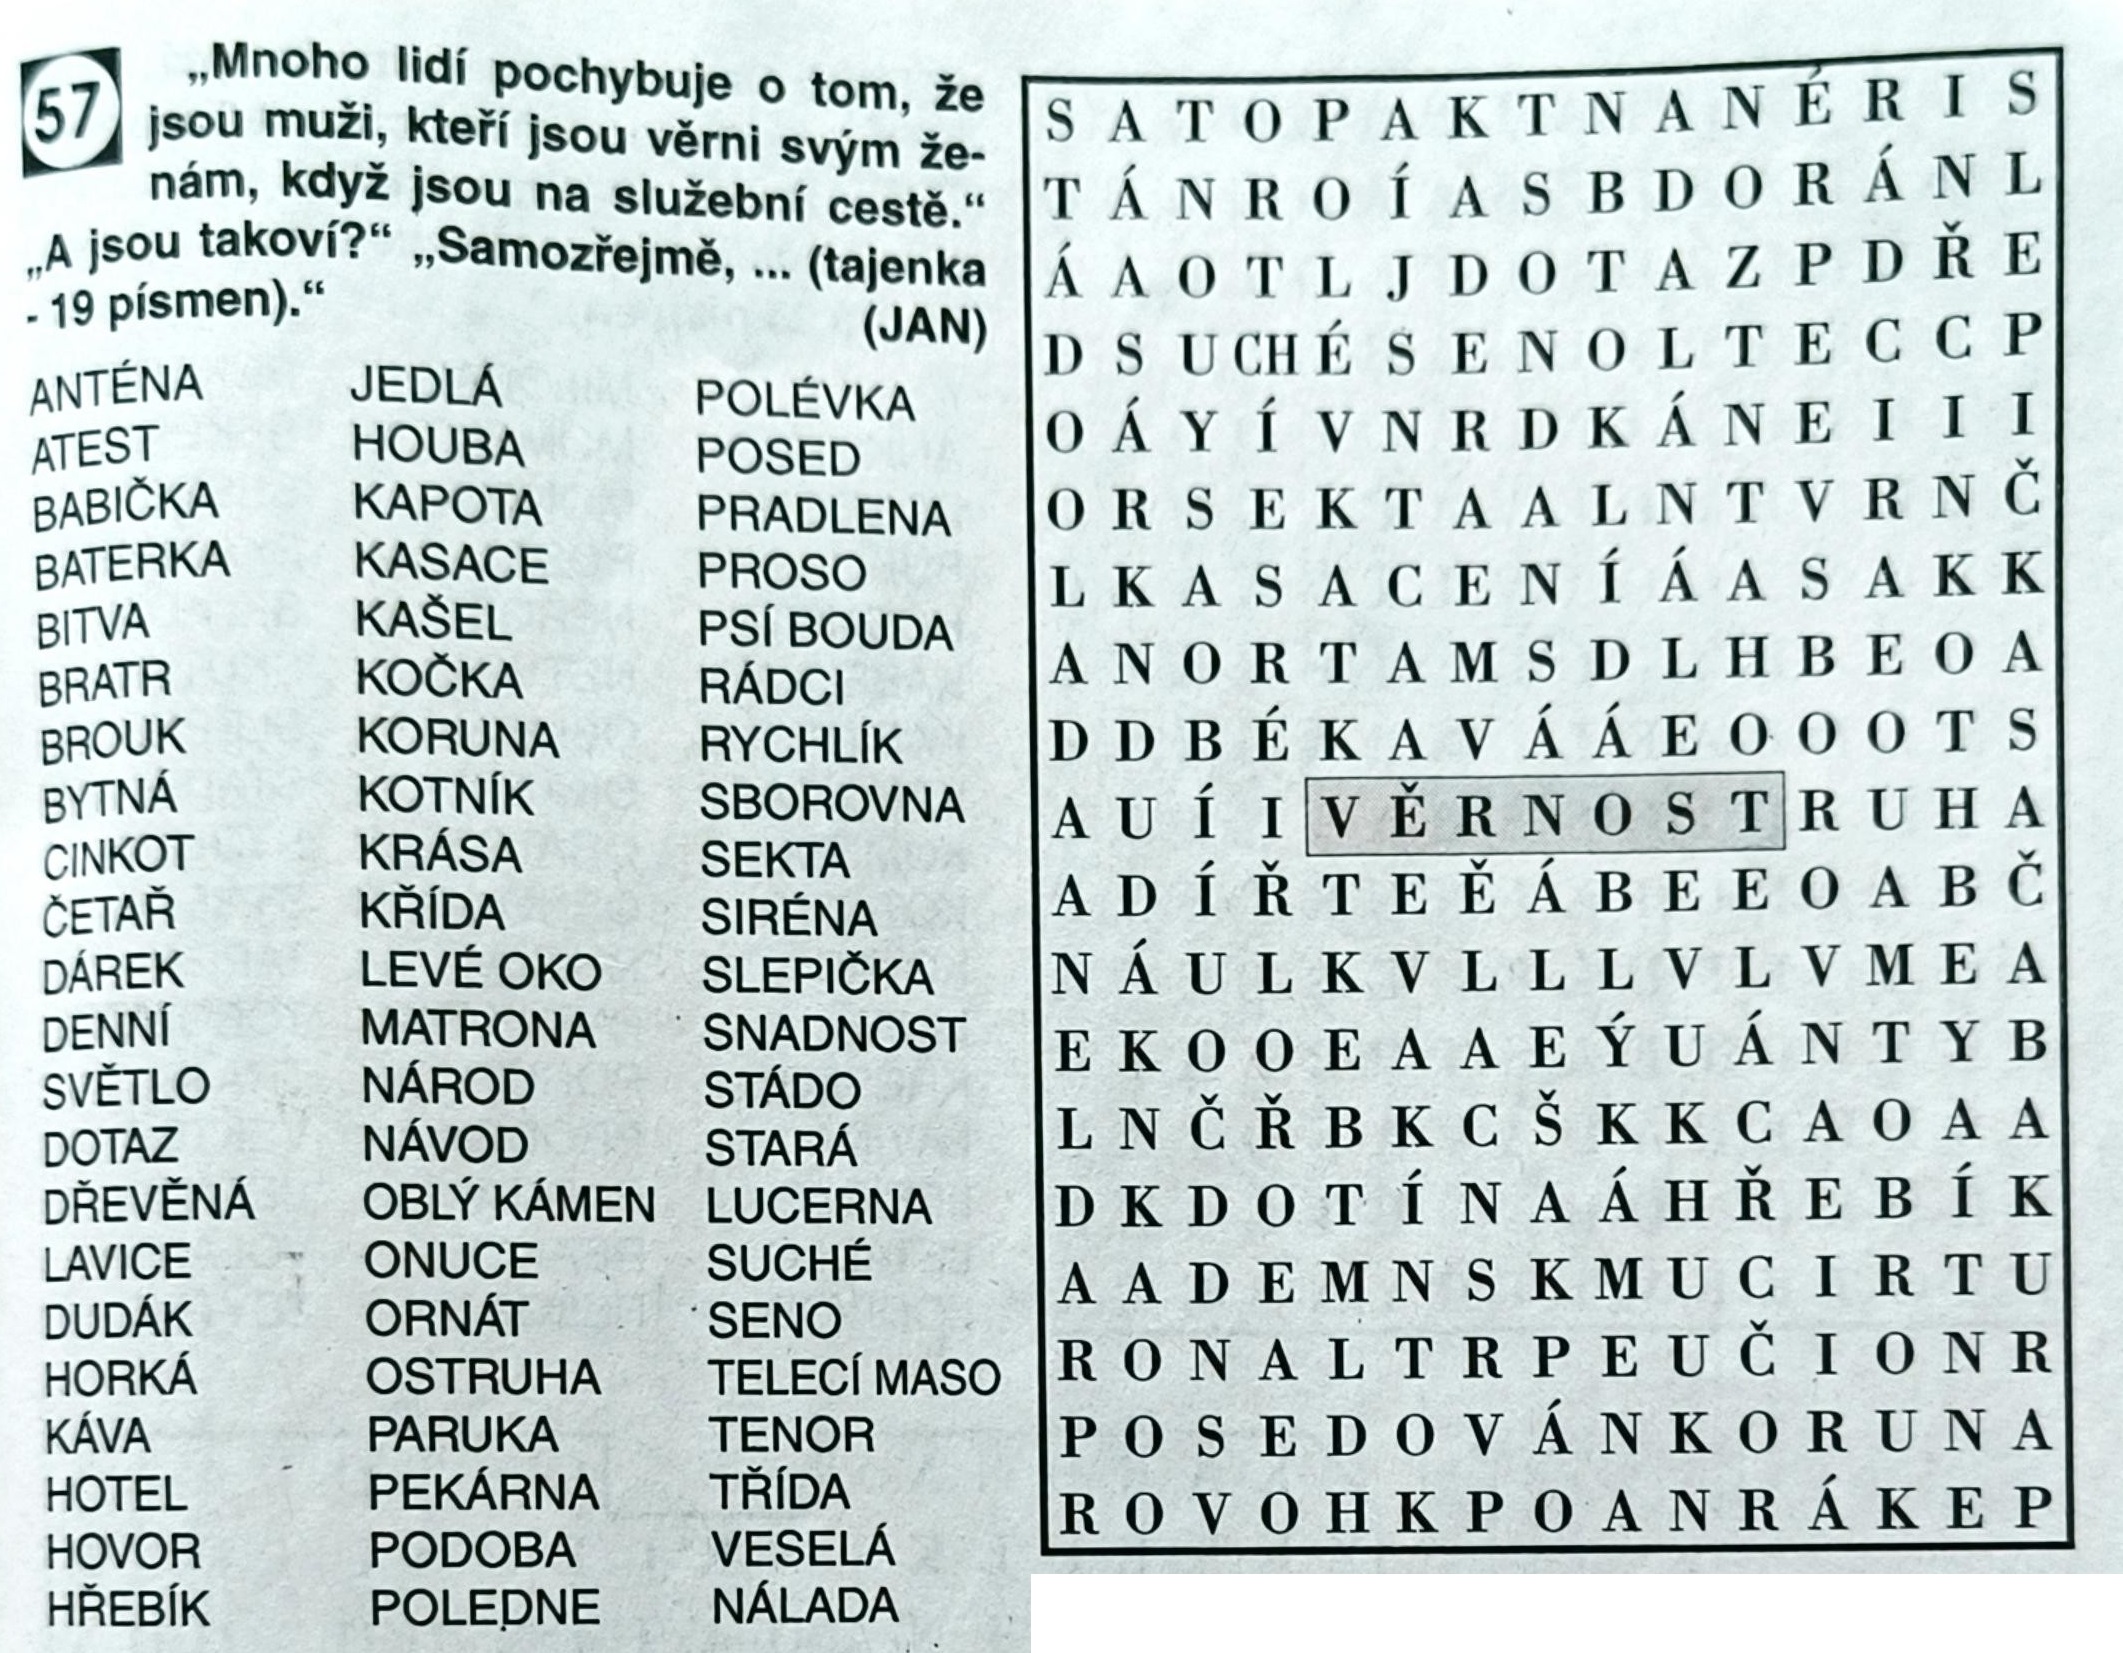 57
„Mnoho lidí pochybuje o tom, že
jsou muži, kteří jsou věrni svým že-
nám, když jsou na služební cestě.“
„A jsou takoví?“ „Samozřejmě, ... (tajenka
- 19 písmen).“
(JAN)
ANTÉNA
ATEST
BABIČKA
BATERKA
BITVA
BRATR
BROUK
BYTNÁ
CINKOT
ČETAŘ
DÁREK
DENNÍ
SVĚTLO
DOTAZ
DŘEVĚNÁ
LAVICE
DUDÁK
HORKÁ
KÁVA
HOTEL
HOVOR
HŘEBÍK
JEDLÁ
HOUBA
KAPOTA
KASACE
KAŠEL
KOČKA
KORUNA
KOTNÍK
KRÁSA
KŘÍDA
LEVÉ OKO
MATRONA
NÁROD
NÁVOD
OBLÝ KÁMEN
ONUCE
ORNÁT
OSTRUHA
PARUKA
PEKÁRNA
PODOBA
POLEDNE
POLÉVKA
POSED
PRADLENA
PROSO
PSÍ BOUDA
RÁDCI
RYCHLÍK
SBOROVNA
SEKTA
SIRÉNA
SLEPIČKA
SNADNOST
STÁDO
STARÁ
LUCERNA
SUCHÉ
SENO
TELECÍ MASO
TENOR
TŘÍDA
VESELÁ
NÁLADA
S A T O P A K T N A N É R I S
T Á N R O Í A S B D O R Á N L
Á A O T L J D O T A Z P D Ř E
D S U CH É S E N O L T E C C P
O Á Y Í V N R D K Á N E I I I
O R S E K T A A L N T V R N Č
L K A S A C E N Í Á A S A K K
A N O R T A M S D L H B E O A
D D B É K A V Á Á E O O O T S
A U Í I V Ě R N O S T R U H A
A D Í Ř T E Ě Á B E E O A B Č
N Á U L K V L L L V L V M E A
E K O O E A A E Ý U Á N T Y B
L N Č Ř B K C Š K K C A O A A
D K D O T Í N A Á H Ř E B Í K
A A D E M N S K M U C I R T U
R O N A L T R P E U Č I O N R
P O S E D O V Á N K O R U N A
R O V O H K P O A N R Á K E P